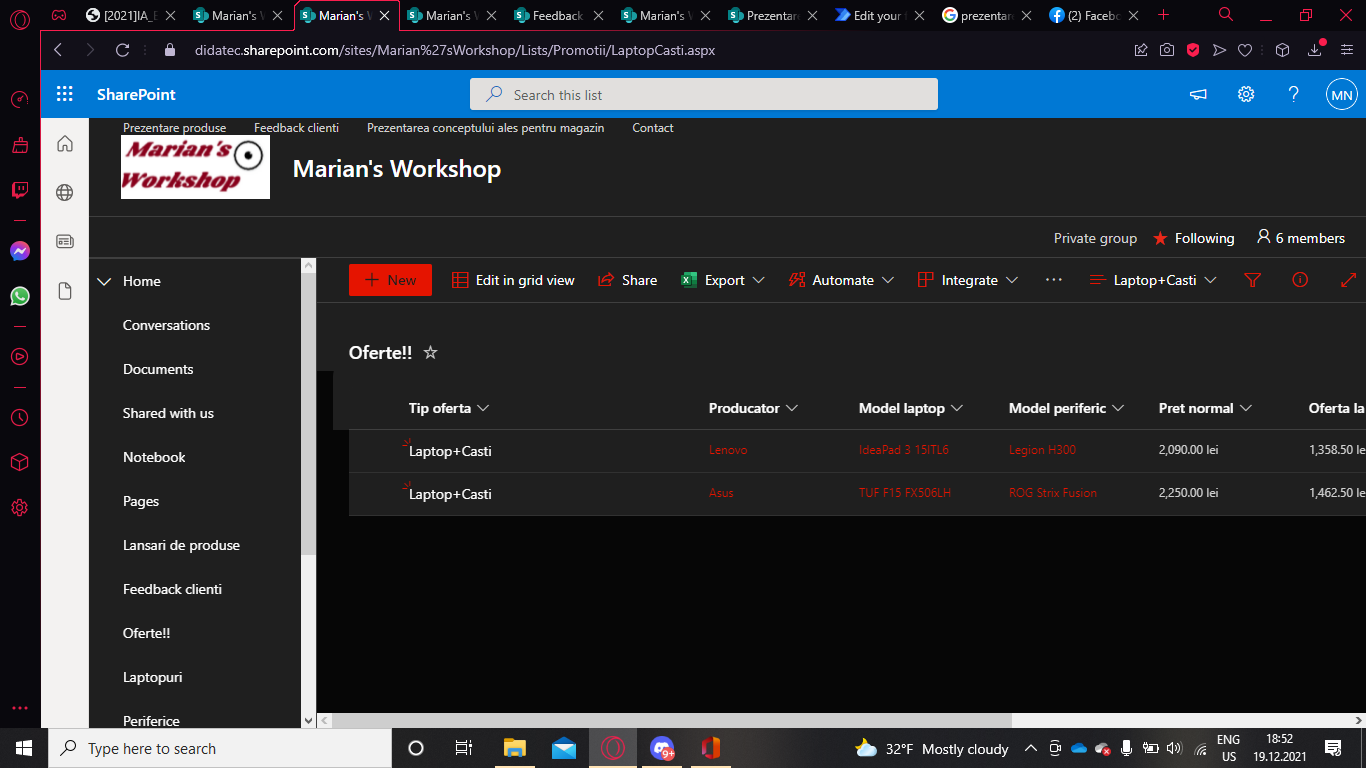 [2021]IA_E
Marian's V
Marian's V
Marian's V
Feedback
Marian's V
Prezentare
Edit your
prezentare
(2) Facebo
didatec.sharepoint.com/sites/Marian%27sWorkshop/Lists/Promotii/LaptopCasti.aspx
SharePoint
Search this list
MN
Prezentare produse
Feedback clienti
Prezentarea conceptului ales pentru magazin
Contact
Marian's
Workshop
Marian's Workshop
Private group
Following
6 members
Home
Conversations
Documents
Shared with us
Notebook
Pages
Lansari de produse
Feedback clienti
Oferte!!
Laptopuri
Periferice
New
Edit in grid view
Share
Export
Automate
Integrate
Laptop+Casti
Oferte!!
Tip oferta Producator Model laptop Model periferic Pret normal Oferta la
Laptop+Casti Lenovo IdeaPad 3 15ITL6 Legion H300 2,090.00 lei 1,358.50 le
Laptop+Casti Asus TUF F15 FX506LH ROG Strix Fusion 2,250.00 lei 1,462.50 le
Type here to search
9+
32°F Mostly cloudy
ENG
US
18:52
19.12.2021